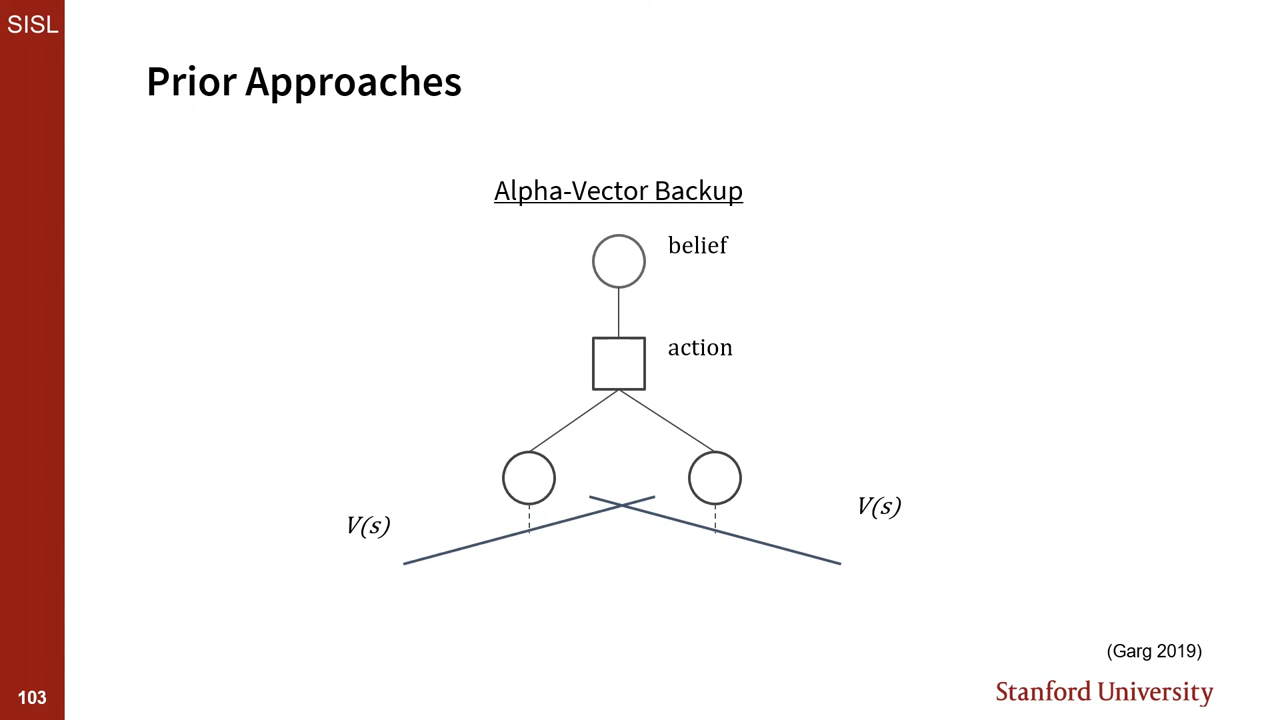 SISL
Prior Approaches
Alpha-Vector Backup
belief
action
V(s)
V(s)
(Garg 2019)
103
Stanford University